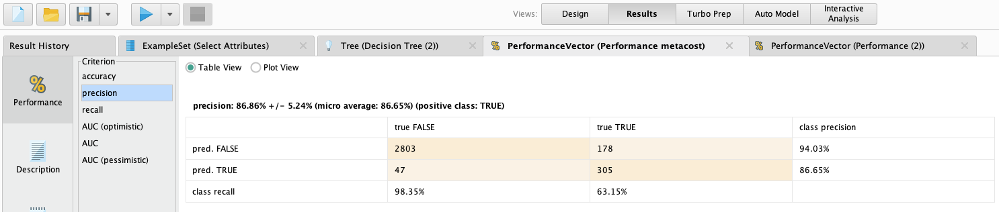 Views: Design Results Turbo Prep Auto Model Interactive Analysis
Result History ExampleSet (Select Attributes) Tree (Decision Tree (2)) PerformanceVector (Performance metacost) PerformanceVector (Performance (2))
% Performance
Description
Criterion
accuracy
precision
recall
AUC (optimistic)
AUC
AUC (pessimistic)
Table View Plot View
precision: 86.86% +/- 5.24% (micro average: 86.65%) (positive class: TRUE)
true FALSE true TRUE class precision
pred. FALSE 2803 178 94.03%
pred. TRUE 47 305 86.65%
class recall 98.35% 63.15%